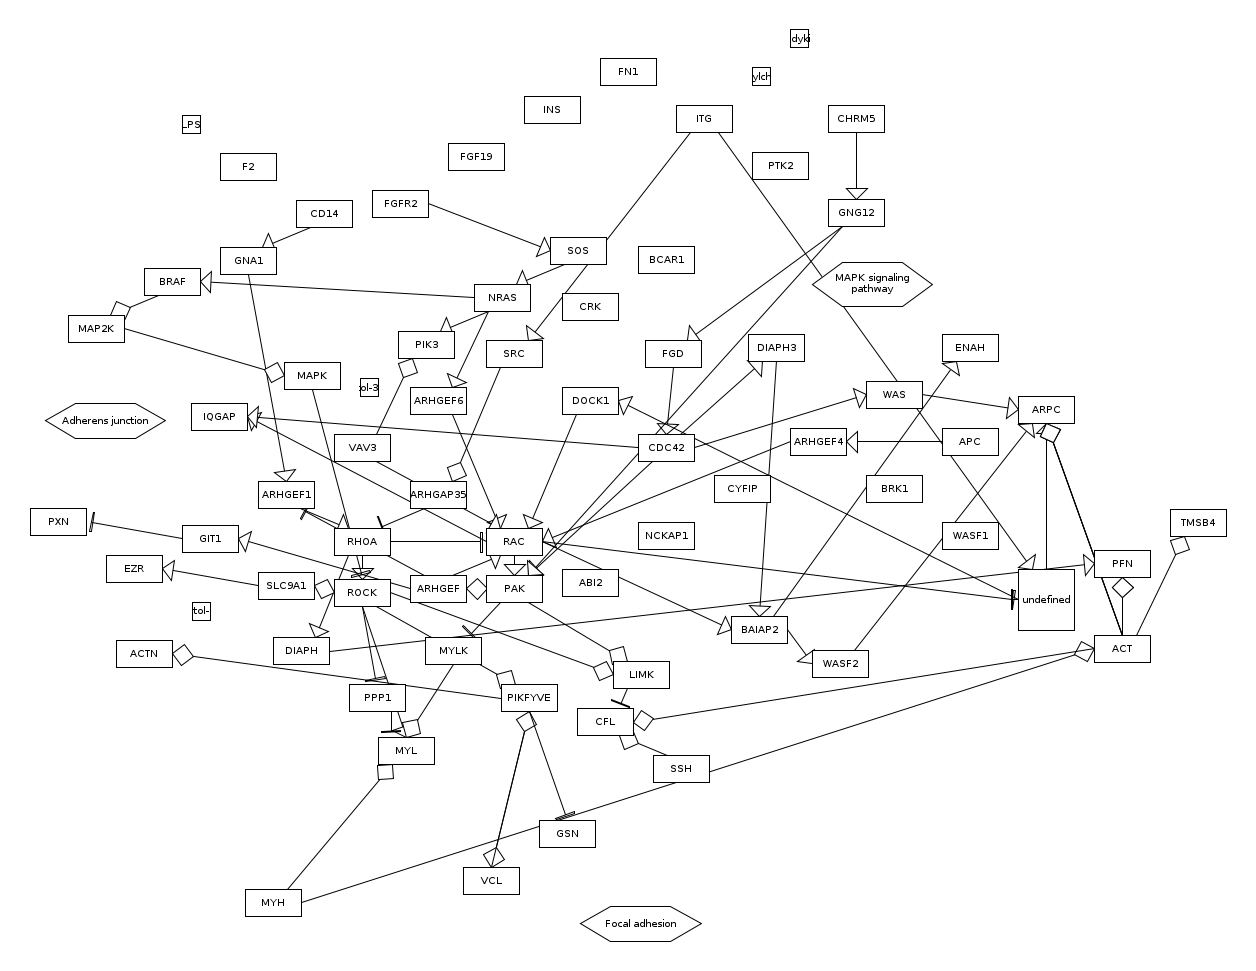 dyki
FN1
ylch
INS
ITG
CHRM5
LPS
FGF19
F2
PTK2
CD14
FGFR2
GNG12
GNA1
SOS
BCAR1
BRAF
MAPK signaling
pathway
NRAS
CRK
MAP2K
PIK3
SRC
FGD
DIAPH3
ENAH
MAPK
ol-3
ARHGEF6
DOCK1
WAS
ARPC
Adherens junction
IQGAP
VAV3
CDC42
ARHGEF4
APC
ARHGEF1
ARHGAP35
CYFIP
BRK1
PXN
GIT1
RHOA
RAC
NCKAP1
WASF1
TMSB4
EZR
SLC9A1
ROCK
ARHGEF
PAK
ABI2
PFN
undefined
tol-
ACTN
DIAPH
MYLK
BAIAP2
WASF2
ACT
LIMK
PPP1
PIKFYVE
CFL
MYL
SSH
GSN
VCL
MYH
Focal adhesion